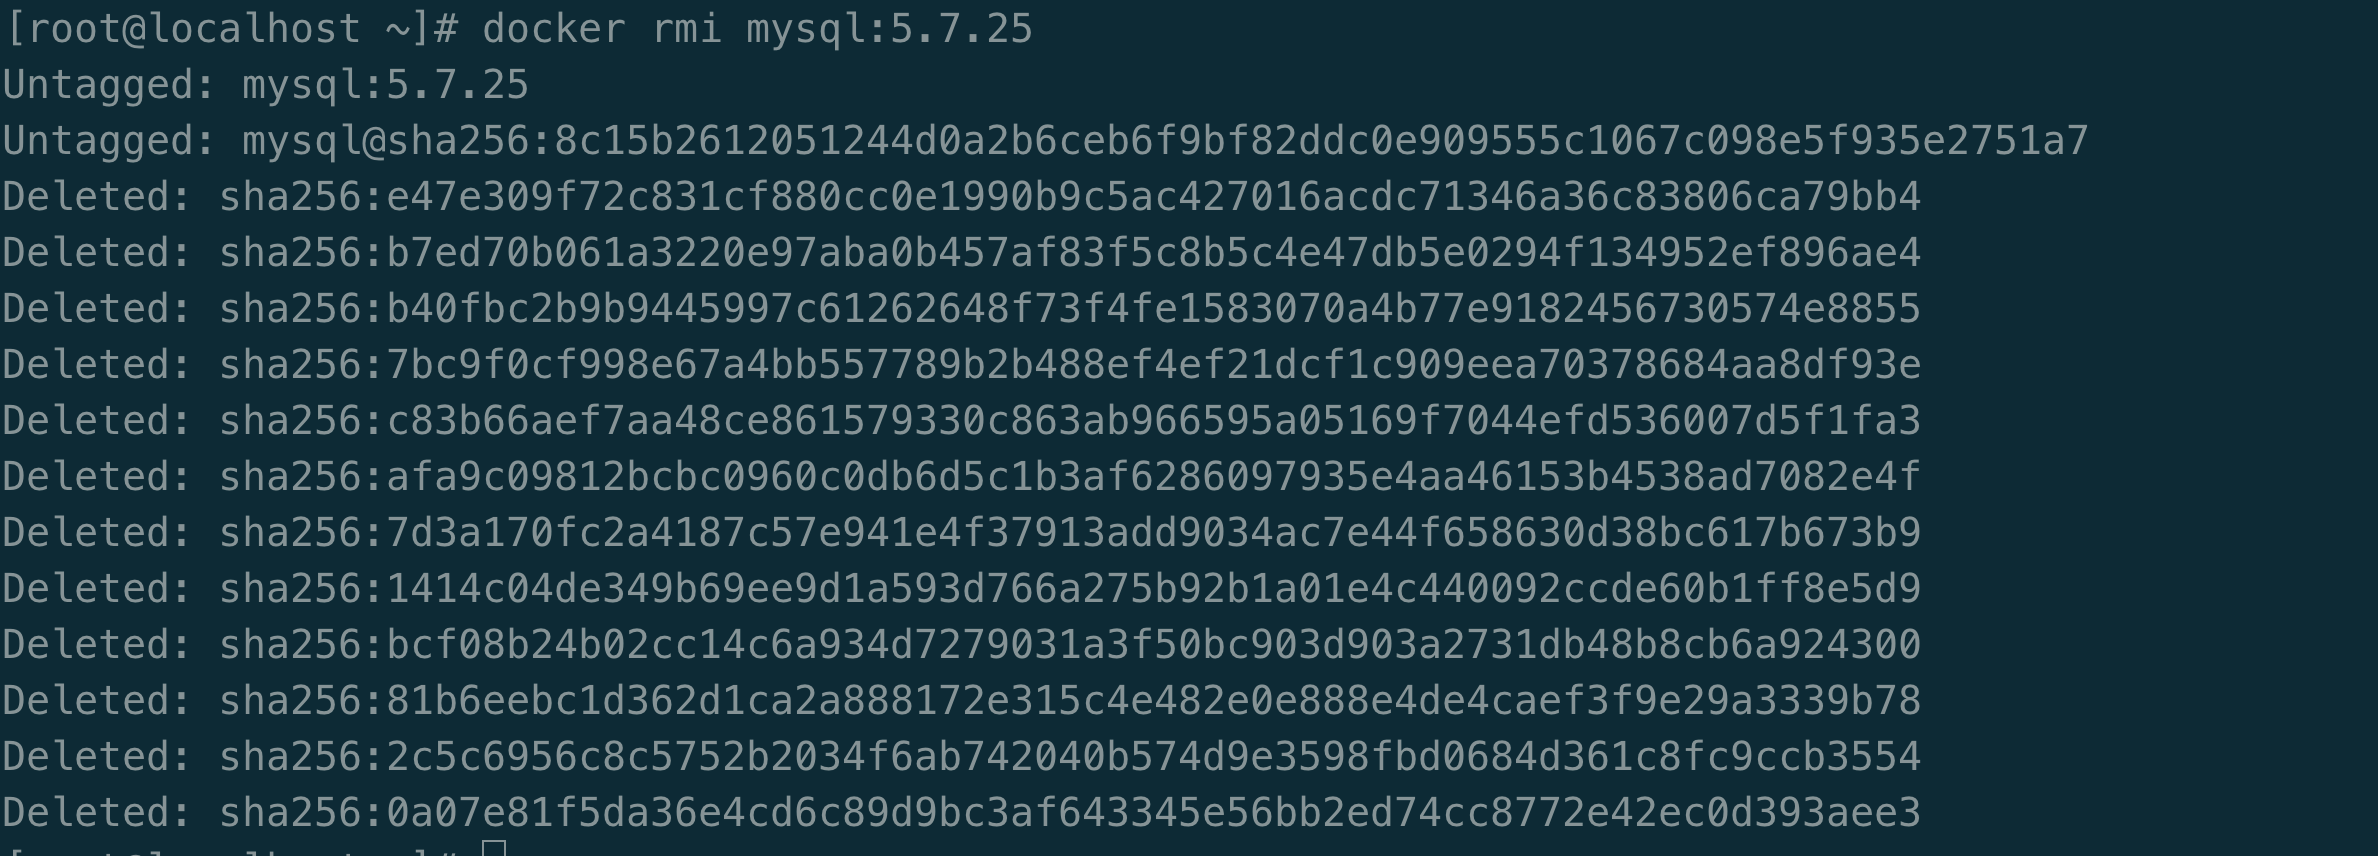 [root@localhost ~]# docker rmi mysql:5.7.25
Untagged: mysql:5.7.25
Untagged: mysql@sha256:8c15b2612051244d0a2b6ceb6f9bf82ddc0e909555c1067c098e5f935e2751a7
Deleted: sha256:e47e309f72c831cf880cc0e1990b9c5ac427016acdc71346a36c83806ca79bb4
Deleted: sha256:b7ed70b061a3220e97aba0b457af83f5c8b5c4e47db5e0294f134952ef896ae4
Deleted: sha256:b40fbc2b9b9445997c61262648f73f4fe1583070a4b77e9182456730574e8855
Deleted: sha256:7bc9f0cf998e67a4bb557789b2b488ef4ef21dcf1c909eea70378684aa8df93e
Deleted: sha256:c83b66aef7aa48ce861579330c863ab966595a05169f7044efd536007d5f1fa3
Deleted: sha256:afa9c09812bcbc0960c0db6d5c1b3af6286097935e4aa46153b4538ad7082e4f
Deleted: sha256:7d3a170fc2a4187c57e941e4f37913add9034ac7e44f658630d38bc617b673b9
Deleted: sha256:1414c04de349b69ee9d1a593d766a275b92b1a01e4c440092ccde60b1ff8e5d9
Deleted: sha256:bcf08b24b02cc14c6a934d7279031a3f50bc903d903a2731db48b8cb6a924300
Deleted: sha256:81b6eebc1d362d1ca2a888172e315c4e482e0e888e4de4caef3f9e29a3339b78
Deleted: sha256:2c5c6956c8c5752b2034f6ab742040b574d9e3598fbd0684d361c8fc9ccb3554
Deleted: sha256:0a07e81f5da36e4cd6c89d9bc3af643345e56bb2ed74cc8772e42ec0d393aee3